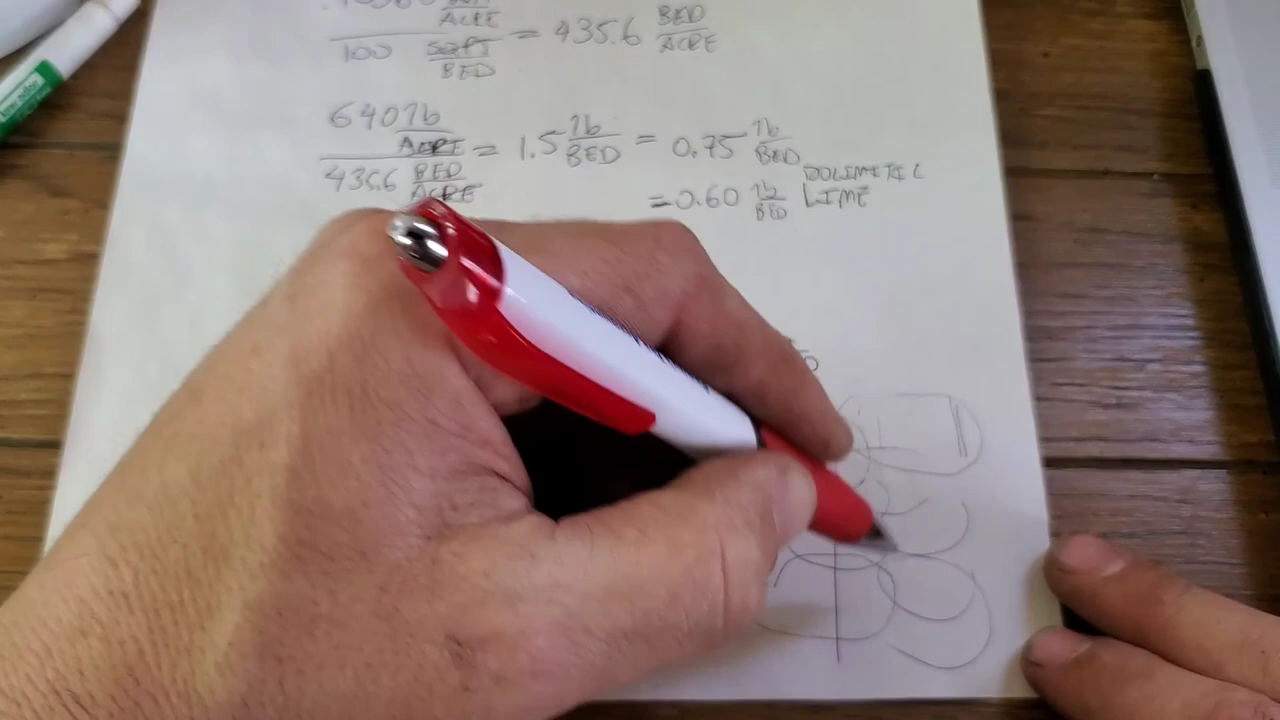 ACRE
100 sqft BED = 435.6 BED ACRE
640 lb ACRE = 1.5 lb BED = 0.75 lb BED
435.6 BED ACRE = 0.60 lb BED LIME